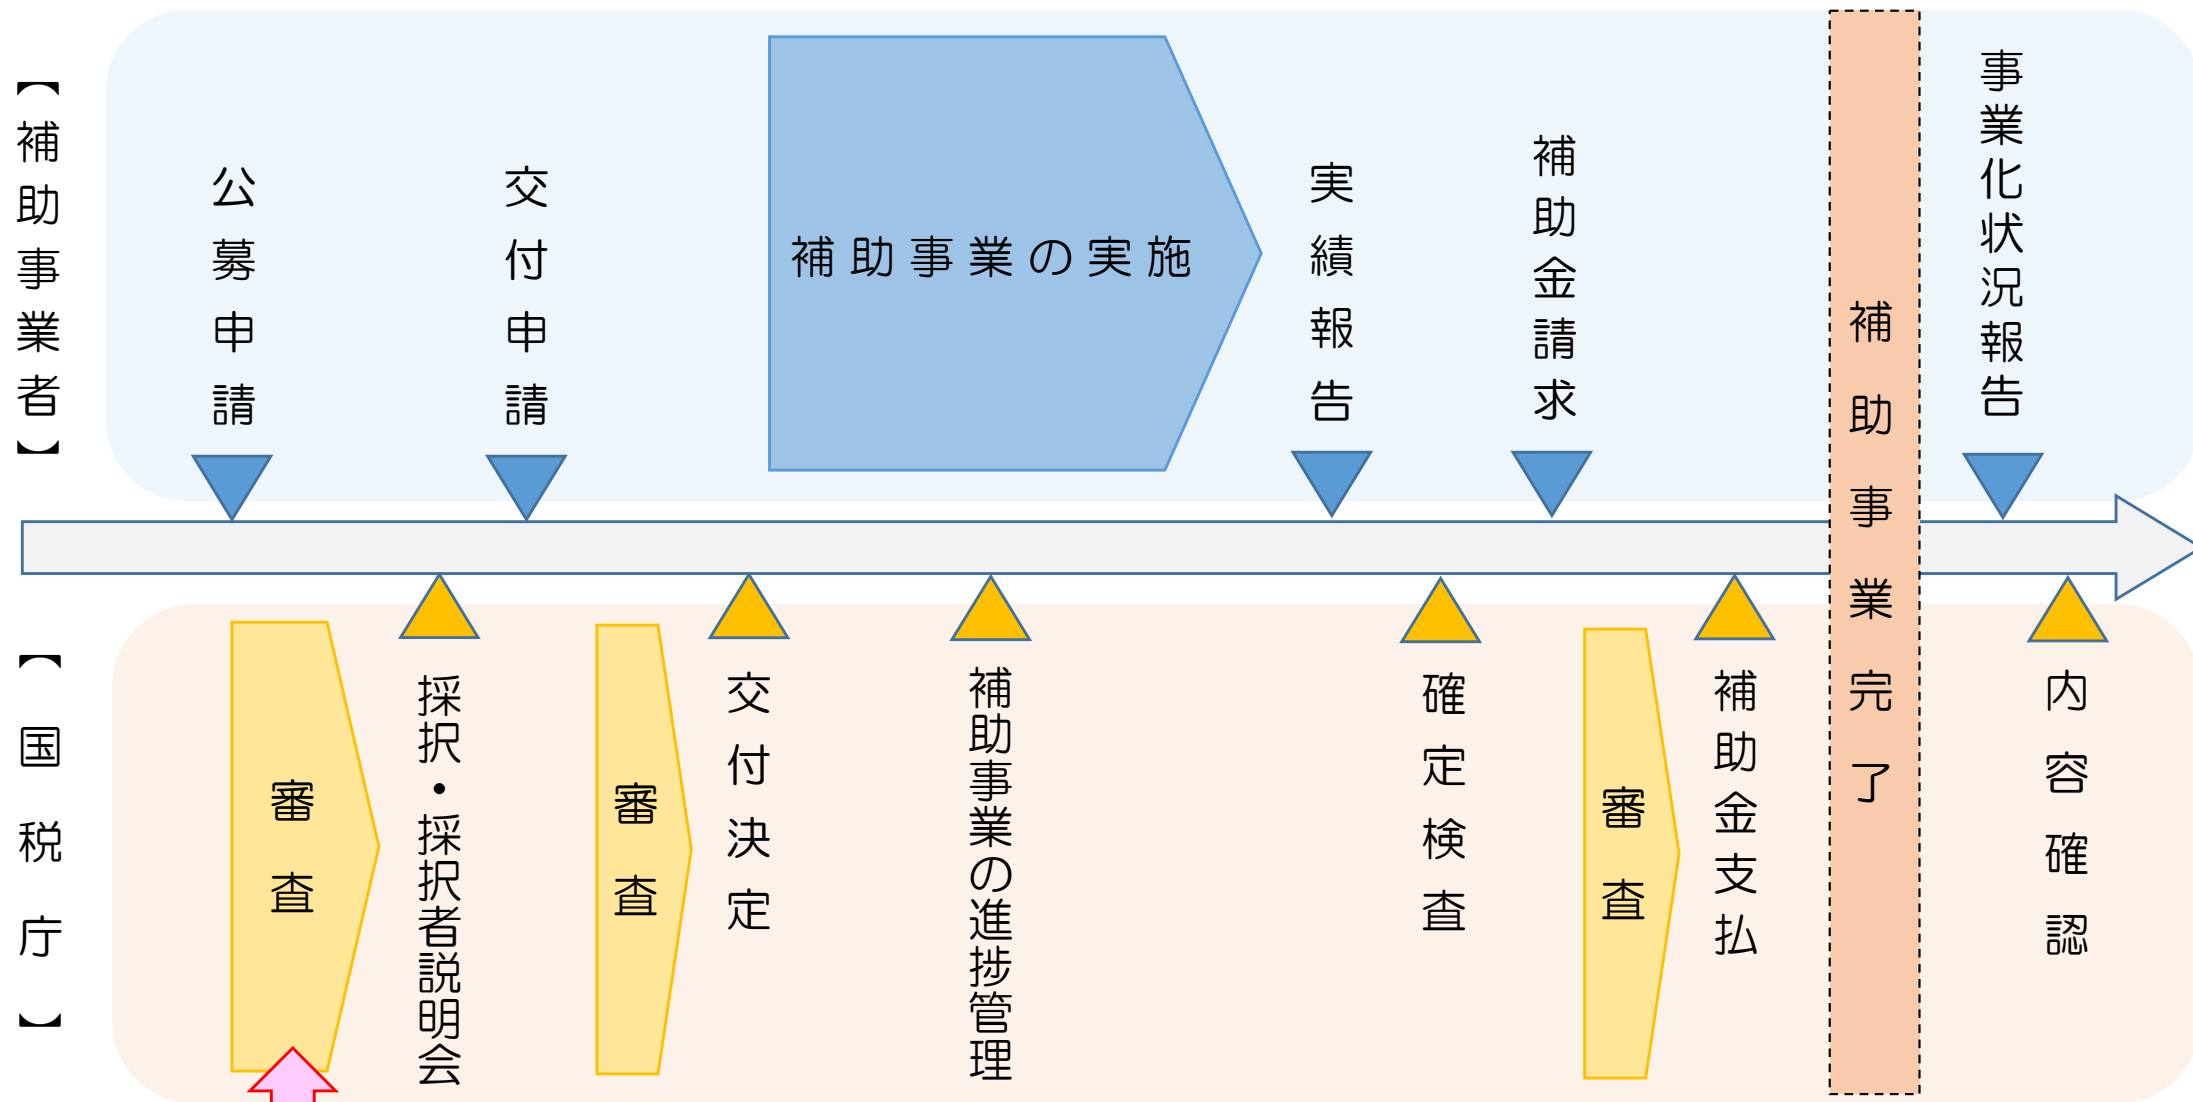 【補助事業者】
公募申請
交付申請
補助事業の実施
実績報告
補助金請求
補助事業完了
事業化状況報告
【国税庁】
審査
採択・採択者説明会
審査
交付決定
補助事業の進捗管理
確定検査
審査
補助金支払
内容確認